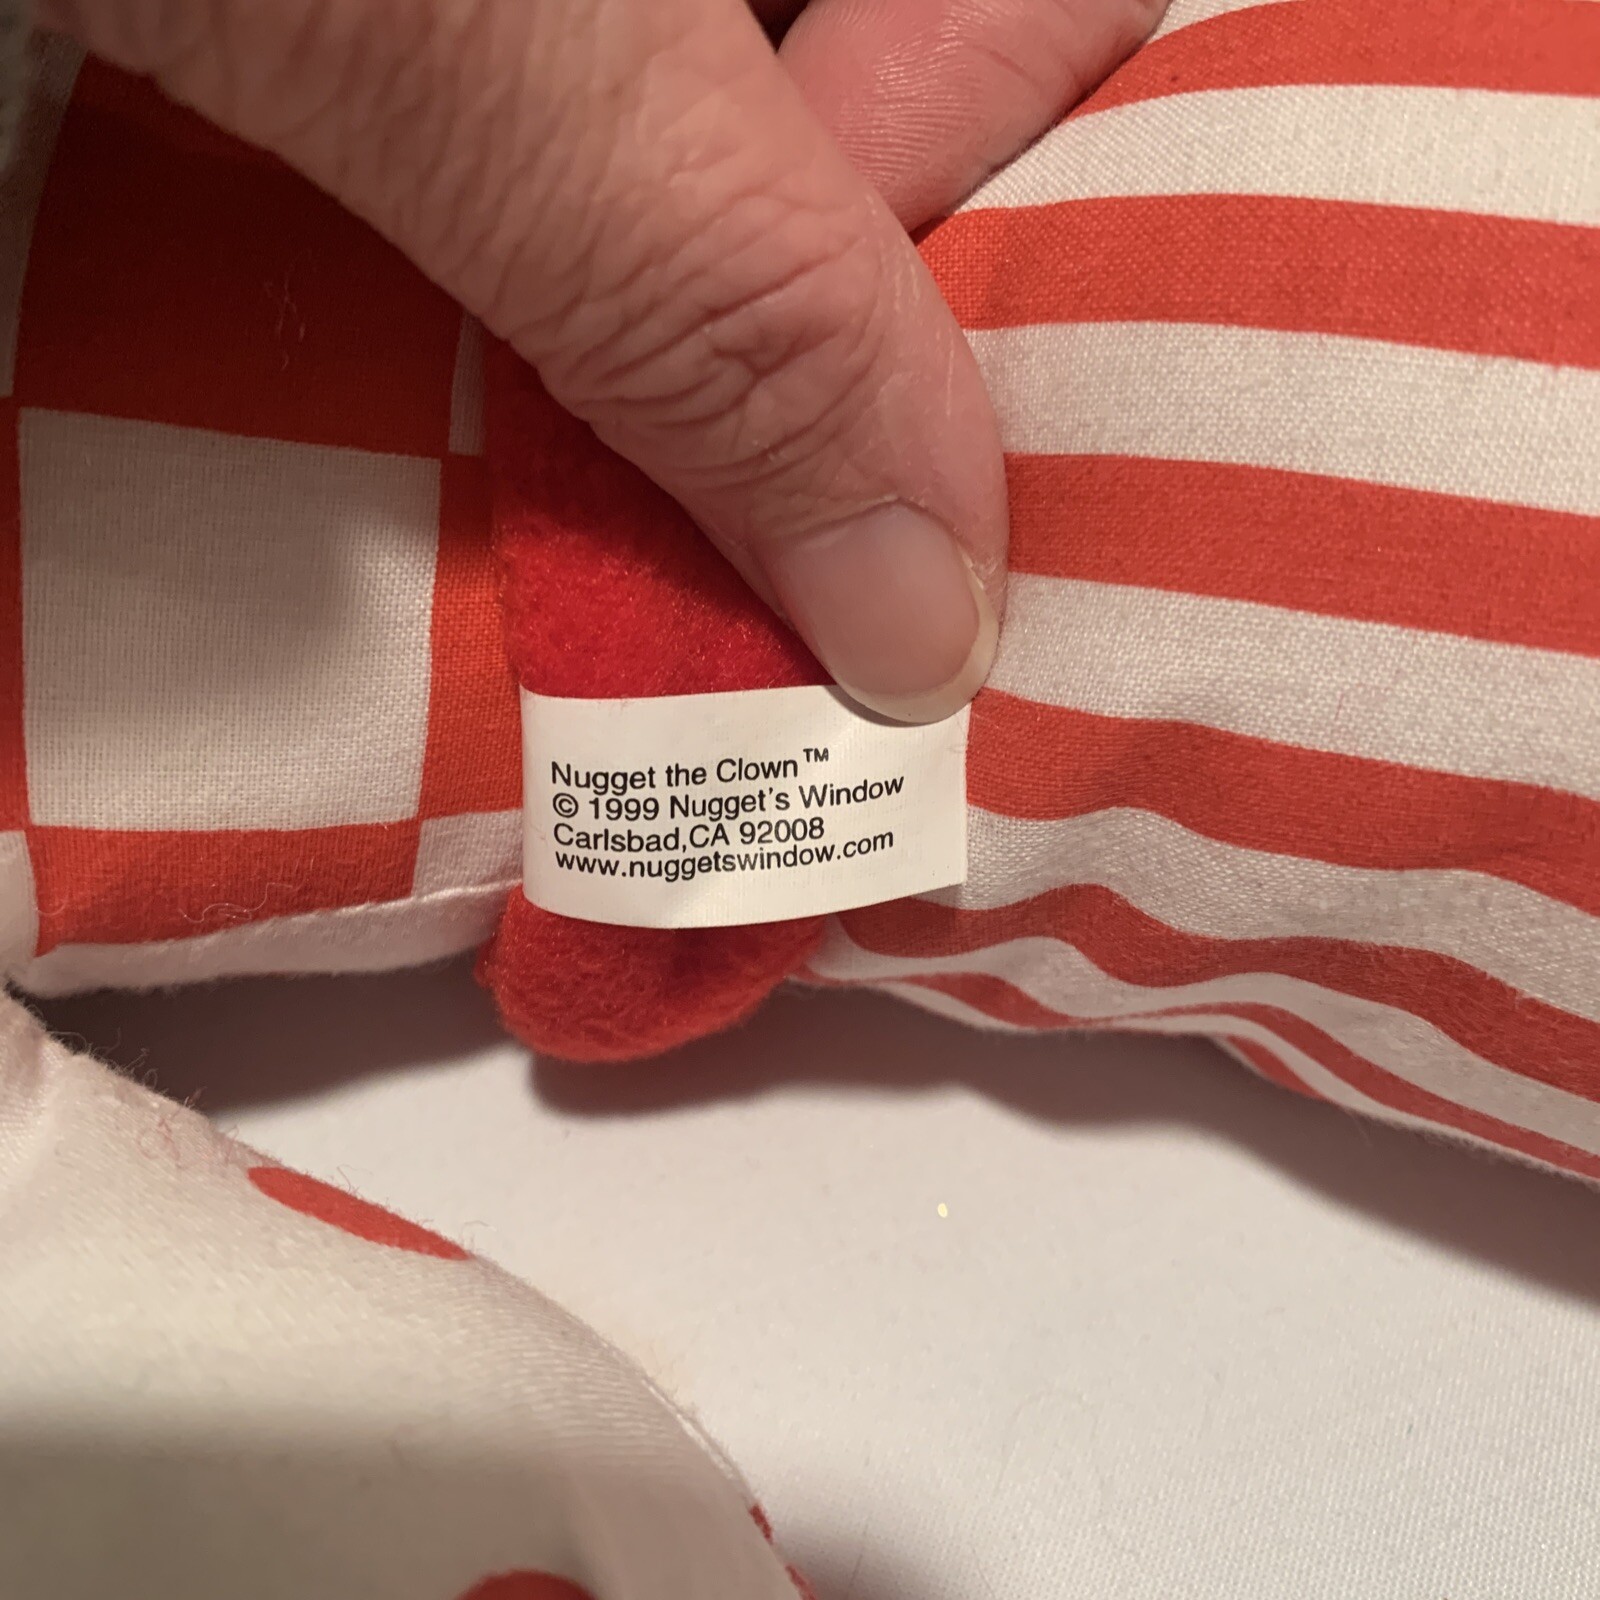 Nugget the Clown™
© 1999 Nugget's Window
Carlsbad,CA 92008
www.nuggetswindow.com